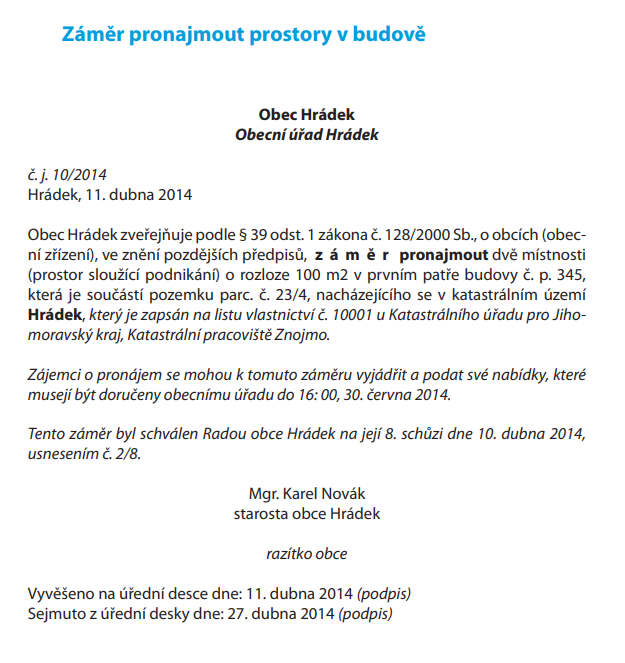 Záměr pronajmout prostory v budově
Obec Hrádek
Obecní úřad Hrádek
č. j. 10/2014
Hrádek, 11. dubna 2014
Obec Hrádek zveřejňuje podle § 39 odst. 1 zákona č. 128/2000 Sb., o obcích (obec-
ní zřízení), ve znění pozdějších předpisů, z á m ě r pronajmout dvě místnosti
(prostor sloužící podnikání) o rozloze 100 m2 v prvním patře budovy č. p. 345,
která je součástí pozemku parc. č. 23/4, nacházejícího se v katastrálním území
Hrádek, který je zapsán na listu vlastnictví č. 10001 u Katastrálního úřadu pro Jiho-
moravský kraj, Katastrální pracoviště Znojmo.
Zájemci o pronájem se mohou k tomuto záměru vyjádřit a podat své nabídky, které
musejí být doručeny obecnímu úřadu do 16: 00, 30. června 2014.
Tento záměr byl schválen Radou obce Hrádek na její 8. schůzi dne 10. dubna 2014,
usnesením č. 2/8.
Mgr. Karel Novák
starosta obce Hrádek
razítko obce
Vyvěšeno na úřední desce dne: 11. dubna 2014 (podpis)
Sejmuto z úřední desky dne: 27. dubna 2014 (podpis)